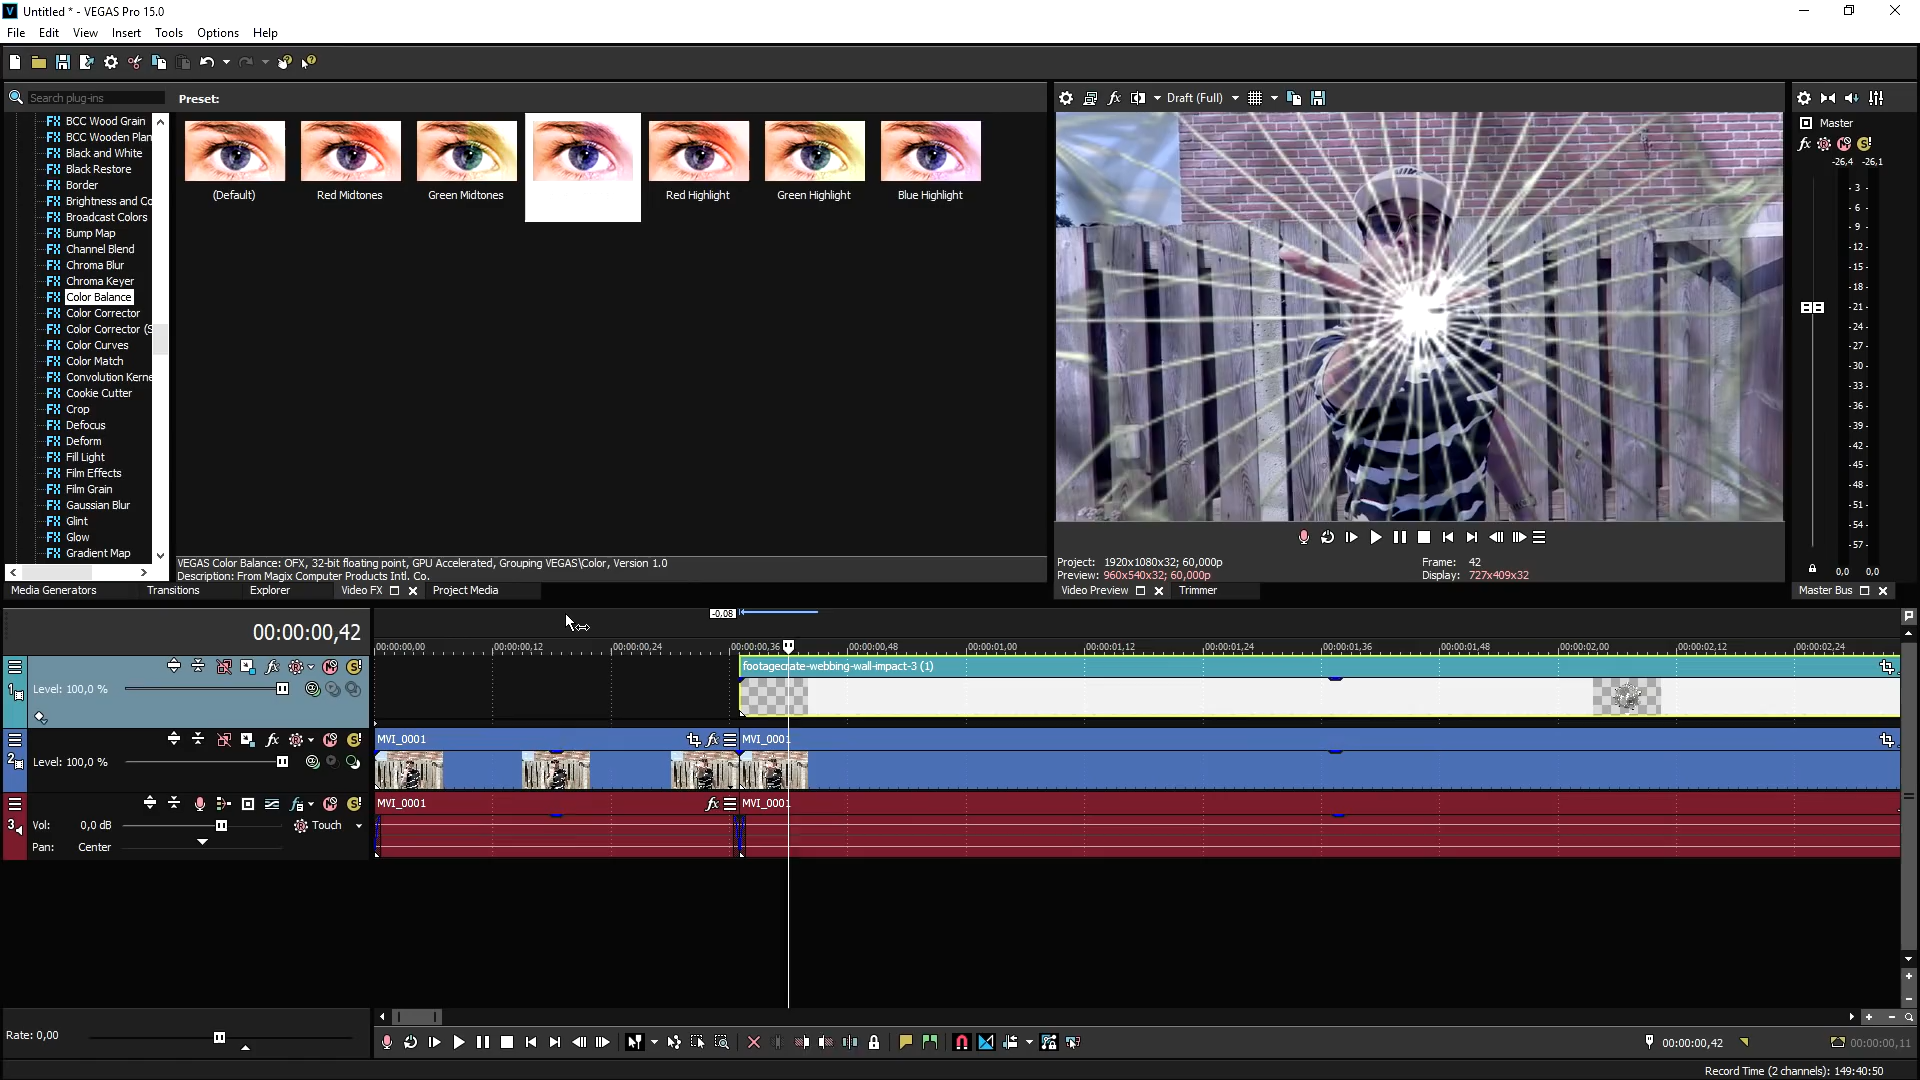 Untitled * - VEGAS Pro 15.0
File Edit View Insert Tools Options Help
Search plug-ins
Preset:
BCC Wood Grain
BCC Wooden Plan
Black and White
Black Restore
Border
Brightness and Co
Broadcast Colors
Bump Map
Channel Blend
Chroma Blur
Chroma Keyer
Color Balance
Color Corrector
Color Corrector (S
Color Curves
Color Match
Convolution Kerne
Cookie Cutter
Crop
Defocus
Deform
Fill Light
Film Effects
Film Grain
Gaussian Blur
Glint
Glow
Gradient Map
(Default) Red Midtones Green Midtones Red Highlight Green Highlight Blue Highlight
VEGAS Color Balance: OFX, 32-bit floating point, GPU Accelerated, Grouping VEGAS\Color, Version 1.0
Description: From Magix Computer Products Intl. Co.
Media Generators Transitions Explorer Video FX Project Media
Draft (Full)
Project: 1920x1080x32; 60,000p Frame: 42
Preview: 960x540x32; 60,000p Display: 727x409x32
Video Preview Trimmer
Master
-26,4 -26,1
- 3 -
- 6 -
- 9 -
-12-
-15-
-18-
-21-
-24-
-27-
-30-
-33-
-36-
-39-
-42-
-45-
-48-
-51-
-54-
-57-
0,0 0,0
Master Bus
-0.08
00:00:00,42
00:00:00,00 00:00:00,12 00:00:00,24 00:00:00,36 00:00:00,48 00:00:01,00 00:00:01,12 00:00:01,24 00:00:01,36 00:00:01,48 00:00:02,00 00:00:02,12 00:00:02,24
1 Level: 100,0 %
footagecrate-webbing-wall-impact-3 (1)
2 Level: 100,0 %
MVI_0001 MVI_0001
3 Vol: 0,0 dB Touch
Pan: Center
MVI_0001 MVI_0001
Rate: 0,00
00:00:00,42 00:00:00,11
Record Time (2 channels): 149:40:50